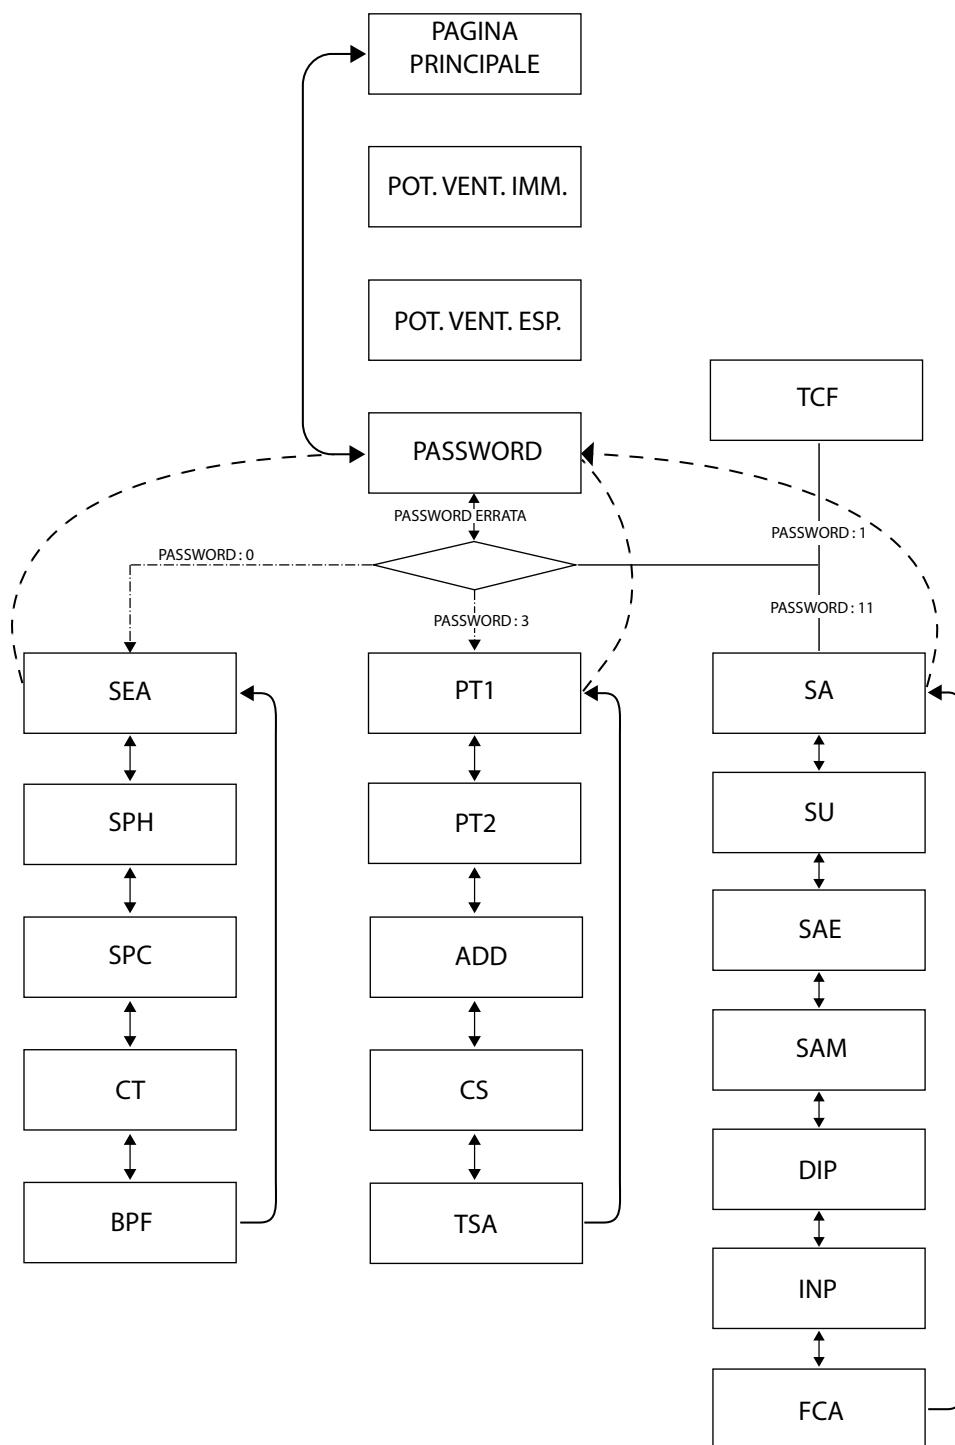 PAGINA
PRINCIPALE
POT. VENT. IMM.
POT. VENT. ESP.
TCF
PASSWORD
PASSWORD ERRATA
PASSWORD : 1
PASSWORD : 0
PASSWORD : 11
PASSWORD : 3
SEA
PT1
SA
SPH
PT2
SU
SPC
ADD
SAE
CT
CS
SAM
BPF
TSA
DIP
INP
FCA